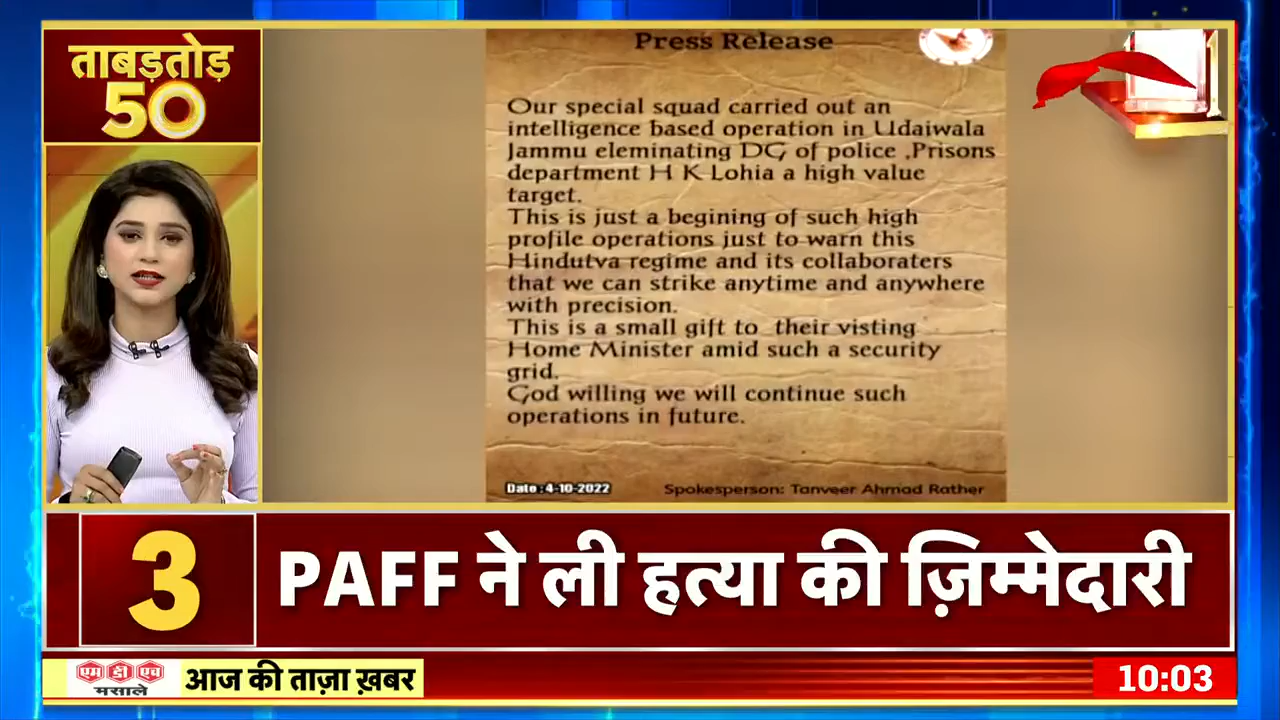 ताबड़तोड़
50
Press Release
Our special squad carried out an
intelligence based operation in Udaiwala
Jammu eleminating DG of police ,Prisons
department H K Lohia a high value
target.
This is just a begining of such high
profile operations just to warn this
Hindutva regime and its collaboraters
that we can strike anytime and anywhere
with precision.
This is a small gift to their visting
Home Minister amid such a security
grid.
God willing we will continue such
operations in future.
Date :4-10-2022
Spokesperson: Tanveer Ahmad Rather
3
PAFF ने ली हत्या की ज़िम्मेदारी
एम डी एच
मसाले
आज की ताज़ा ख़बर
10:03